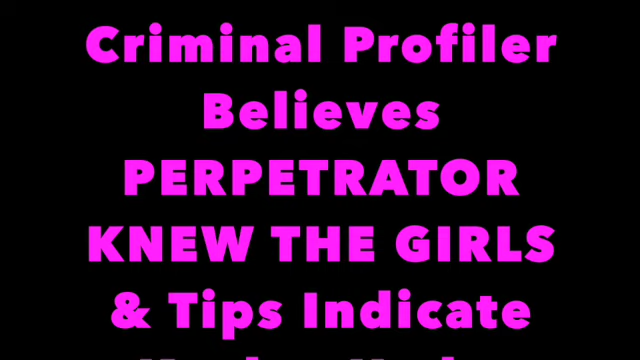 Criminal Profiler
Believes
PERPETRATOR
KNEW THE GIRLS
& Tips Indicate